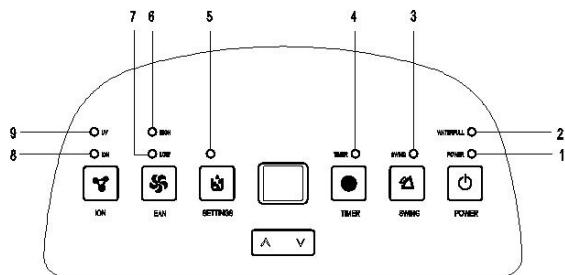 7 6 5 4 3
9 UV HIGH WATERFULL 2
8 ION LOW TIMER SWING POWER 1
ION FAN SETTINGS TIMER SWING POWER